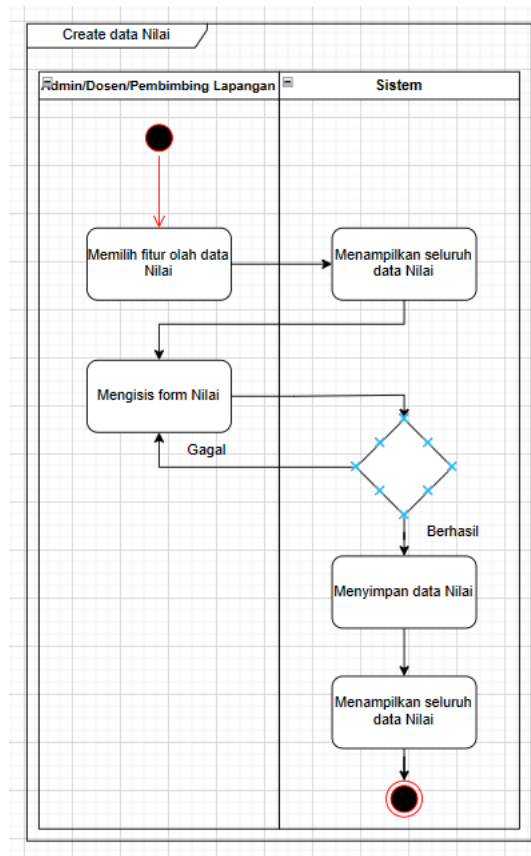 Create data Nilai
Admin/Dosen/Pembimbing Lapangan
Sistem
Memilih fitur olah data
Nilai
Menampilkan seluruh
data Nilai
Mengisis form Nilai
Gagal
Berhasil
Menyimpan data Nilai
Menampilkan seluruh
data Nilai